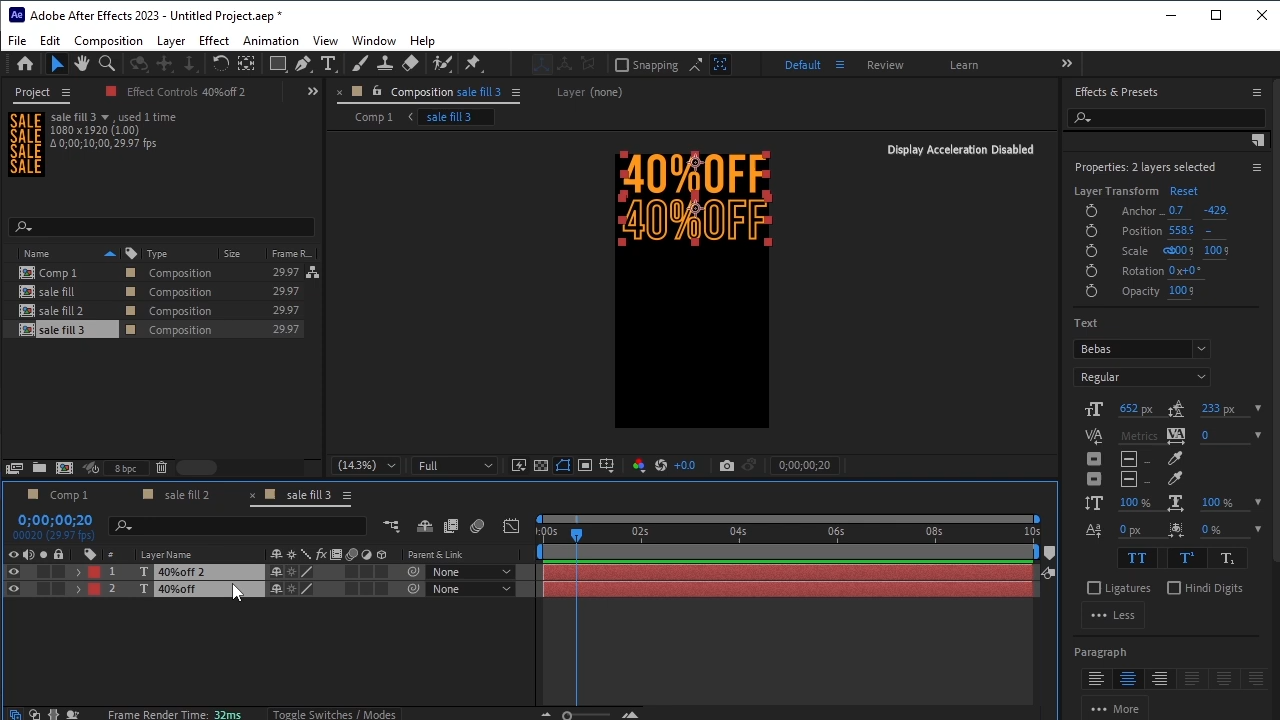 Ae Adobe After Effects 2023 - Untitled Project.aep *
File Edit Composition Layer Effect Animation View Window Help
Snapping Default Review Learn
Project Effect Controls 40%off 2
Composition sale fill 3 Layer (none)
Effects & Presets
SALE
SALE
SALE
SALE
sale fill 3 , used 1 time
1080 x 1920 (1.00)
Δ 0;00;10;00, 29.97 fps
Comp 1 sale fill 3
Display Acceleration Disabled
40%OFF
40%OFF
Name Type Size Frame R...
Comp 1 Composition 29.97
sale fill Composition 29.97
sale fill 2 Composition 29.97
sale fill 3 Composition 29.97
8 bpc
(14.3%) Full +0.0 0;00;00;20
Properties: 2 layers selected
Layer Transform Reset
Anchor ... 0.7 -429.
Position 558.9 –
Scale 100 % 100 %
Rotation 0x+0°
Opacity 100 %
Text
Bebas
Regular
652 px 233 px
Metrics 0
...
...
100 % 100 %
0 px 0 %
TT T¹ T₁
Ligatures Hindi Digits
••• Less
Paragraph
••• More
Comp 1 sale fill 2 × sale fill 3
0;00;00;20
00020 (29.97 fps)
:00s 02s 04s 06s 08s 10s
# Layer Name fx Parent & Link
1 T 40%off 2 None
2 T 40%off None
Frame Render Time: 32ms Toggle Switches / Modes